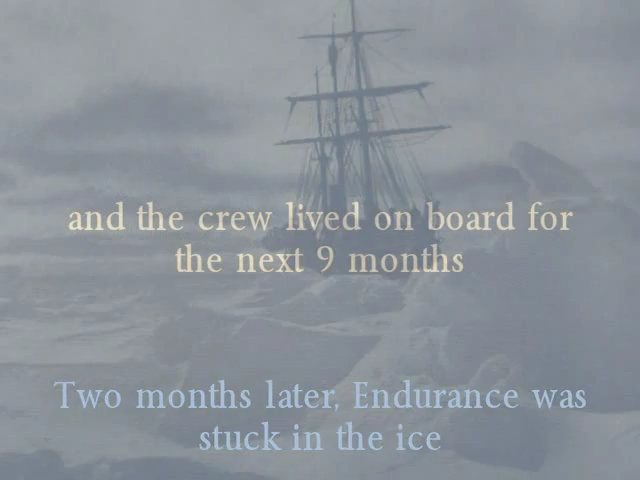 and the crew lived on board for
the next 9 months
Two months later, Endurance was
stuck in the ice